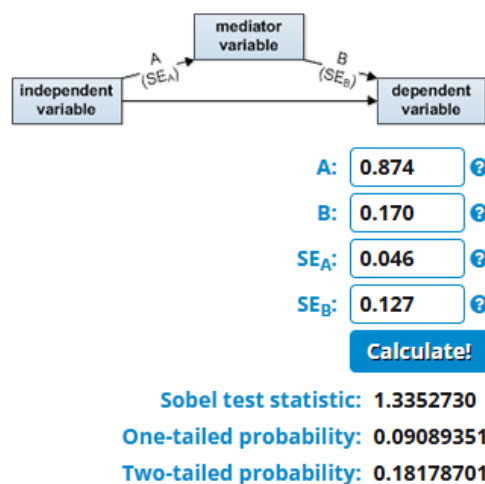 mediator
variable
A
(SEA)
B
(SEB)
independent
variable
dependent
variable
A: 0.874 ?
B: 0.170 ?
SEA: 0.046 ?
SEB: 0.127 ?
Calculate!
Sobel test statistic: 1.3352730
One-tailed probability: 0.09089351
Two-tailed probability: 0.18178701